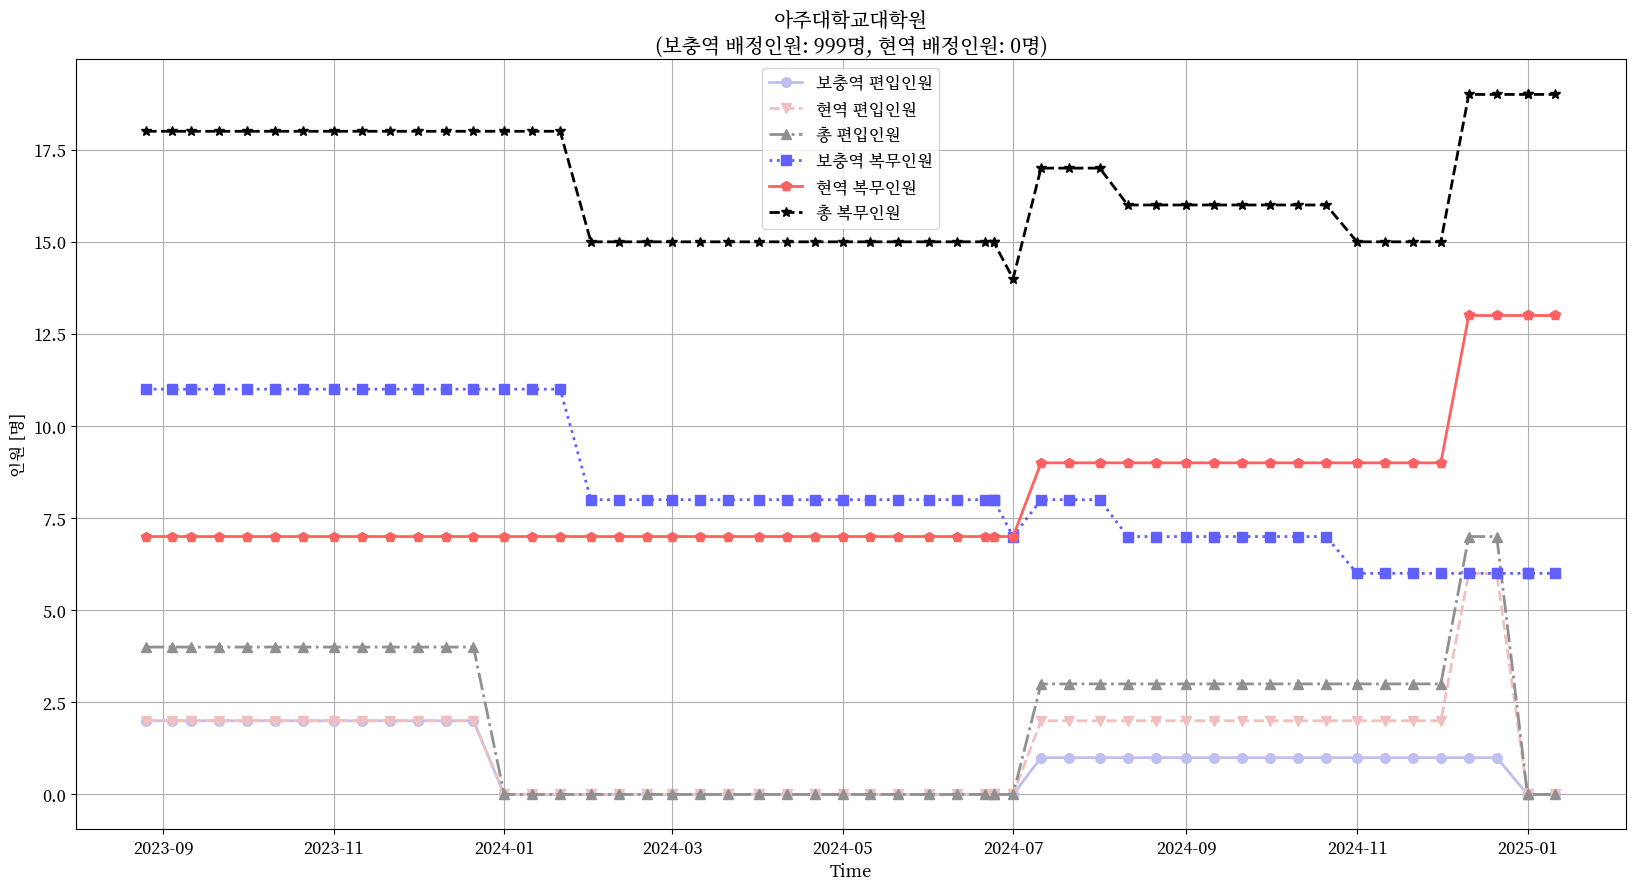 아주대학교대학원
(보충역 배정인원: 999명, 현역 배정인원: 0명)
보충역 편입인원
현역 편입인원
총 편입인원
보충역 복무인원
현역 복무인원
총 복무인원
인원 [명]
17.5
15.0
12.5
10.0
7.5
5.0
2.5
0.0
2023-09
2023-11
2024-01
2024-03
2024-05
2024-07
2024-09
2024-11
2025-01
Time